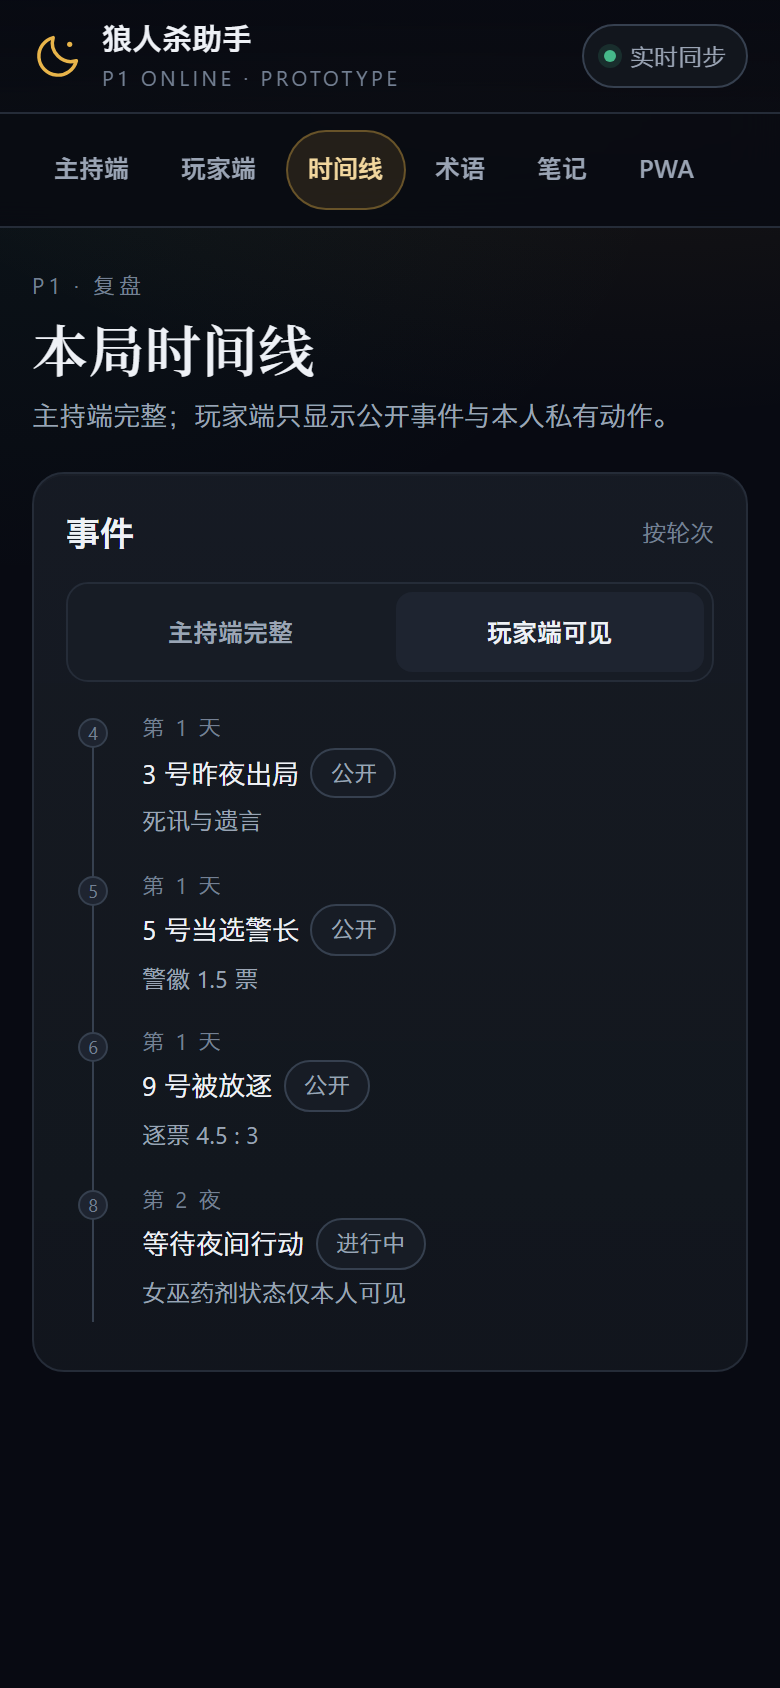 狼人杀助手
P1 ONLINE · PROTOTYPE
实时同步
主持端 玩家端 时间线 术语 笔记 PWA
P1 · 复盘
本局时间线
主持端完整；玩家端只显示公开事件与本人私有动作。
事件
按轮次
主持端完整 玩家端可见
4
第 1 天
3 号昨夜出局 公开
死讯与遗言
5
第 1 天
5 号当选警长 公开
警徽 1.5 票
6
第 1 天
9 号被放逐 公开
逐票 4.5 : 3
8
第 2 夜
等待夜间行动 进行中
女巫药剂状态仅本人可见